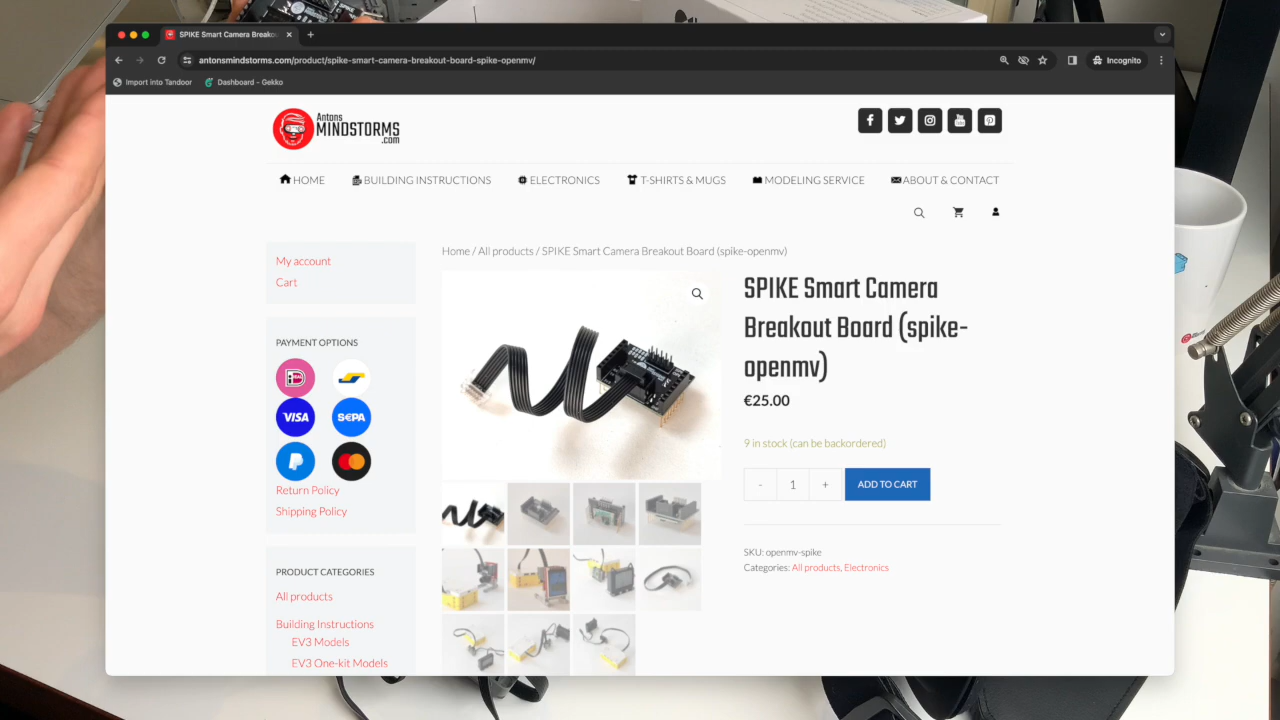 SPIKE Smart Camera Breako
antonsmindstorms.com/product/spike-smart-camera-breakout-board-spike-openmv/
Incognito
Import into Tandoor
Dashboard - Gekko
Antons
MINDSTORMS
.com
HOME
BUILDING INSTRUCTIONS
ELECTRONICS
T-SHIRTS & MUGS
MODELING SERVICE
ABOUT & CONTACT
My account
Cart
PAYMENT OPTIONS
iD
VISA
S€PA
Return Policy
Shipping Policy
PRODUCT CATEGORIES
All products
Building Instructions
EV3 Models
EV3 One-kit Models
Home / All products / SPIKE Smart Camera Breakout Board (spike-openmv)
SPIKE Smart Camera
Breakout Board (spike-
openmv)
€25.00
9 in stock (can be backordered)
- 1 +
ADD TO CART
SKU: openmv-spike
Categories: All products, Electronics